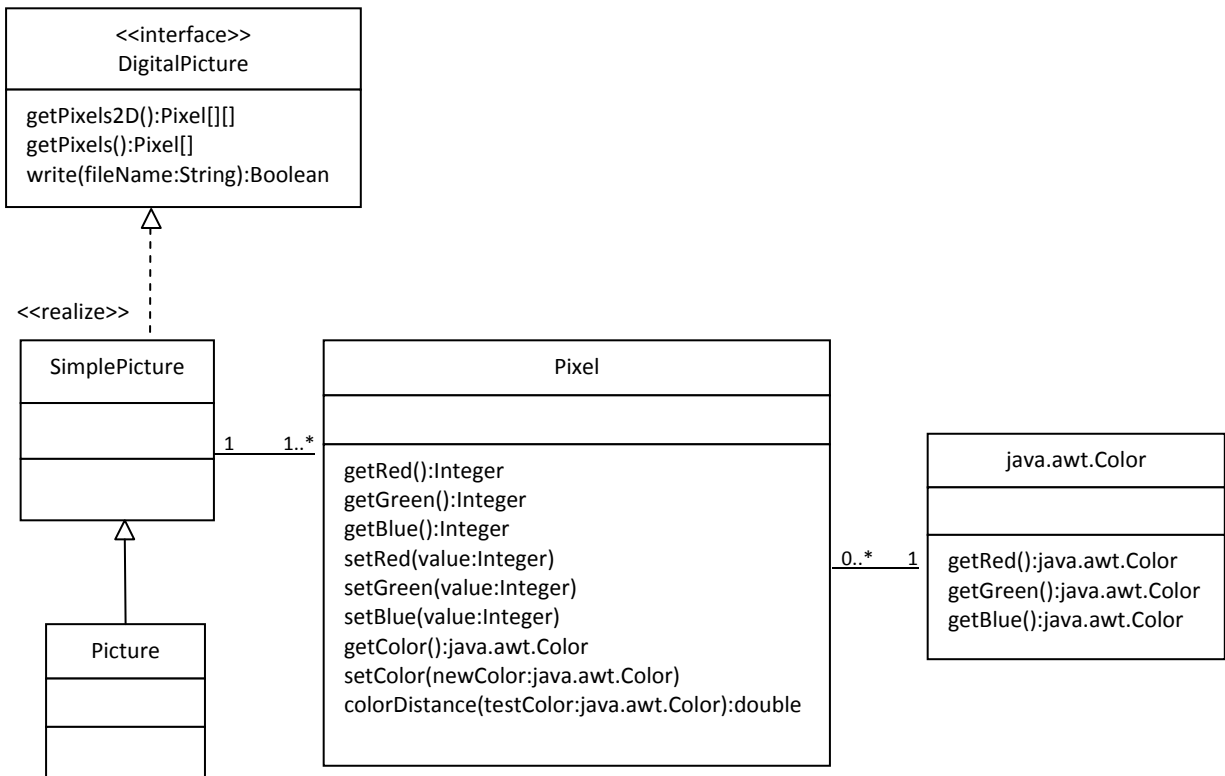 <<interface>>
DigitalPicture
getPixels2D():Pixel[][]
getPixels():Pixel[]
write(fileName:String):Boolean
<<realize>>
SimplePicture
1
1..*
Pixel
getRed():Integer
getGreen():Integer
getBlue():Integer
setRed(value:Integer)
setGreen(value:Integer)
setBlue(value:Integer)
getColor():java.awt.Color
setColor(newColor:java.awt.Color)
colorDistance(testColor:java.awt.Color):double
0..*
1
java.awt.Color
getRed():java.awt.Color
getGreen():java.awt.Color
getBlue():java.awt.Color
Picture